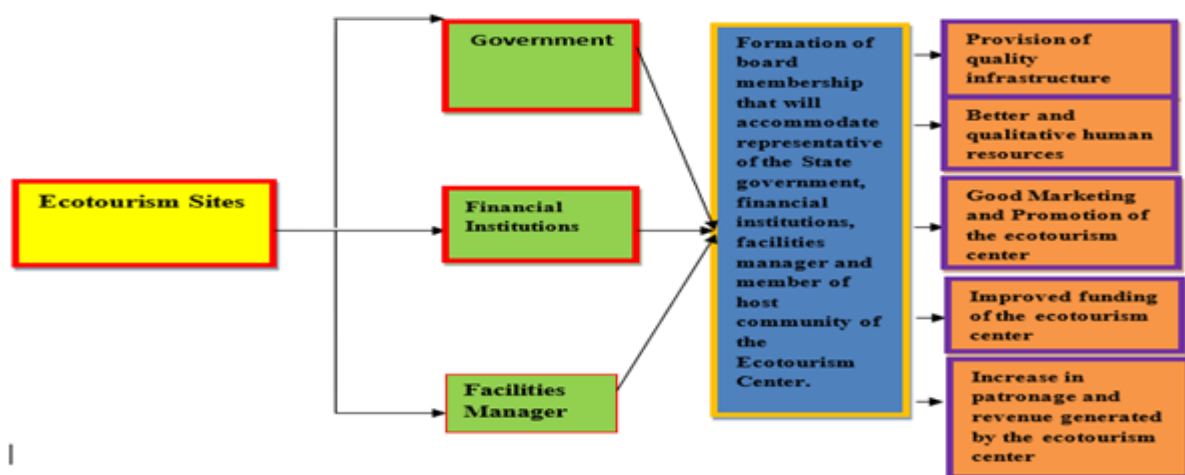 Ecotourism Sites
Government
Financial
Institutions
Facilities
Manager
Formation of
board
membership
that will
accommodate
representative
of the State
government,
financial
institutions,
facilities
manager and
member of
host
community of
the
Ecotourism
Center.
Provision of
quality
infrastructure
Better and
qualitative human
resources
Good Marketing
and Promotion of
the ecotourism
center
Improved funding
of the ecotourism
center
Increase in
patronage and
revenue generated
by the ecotourism
center